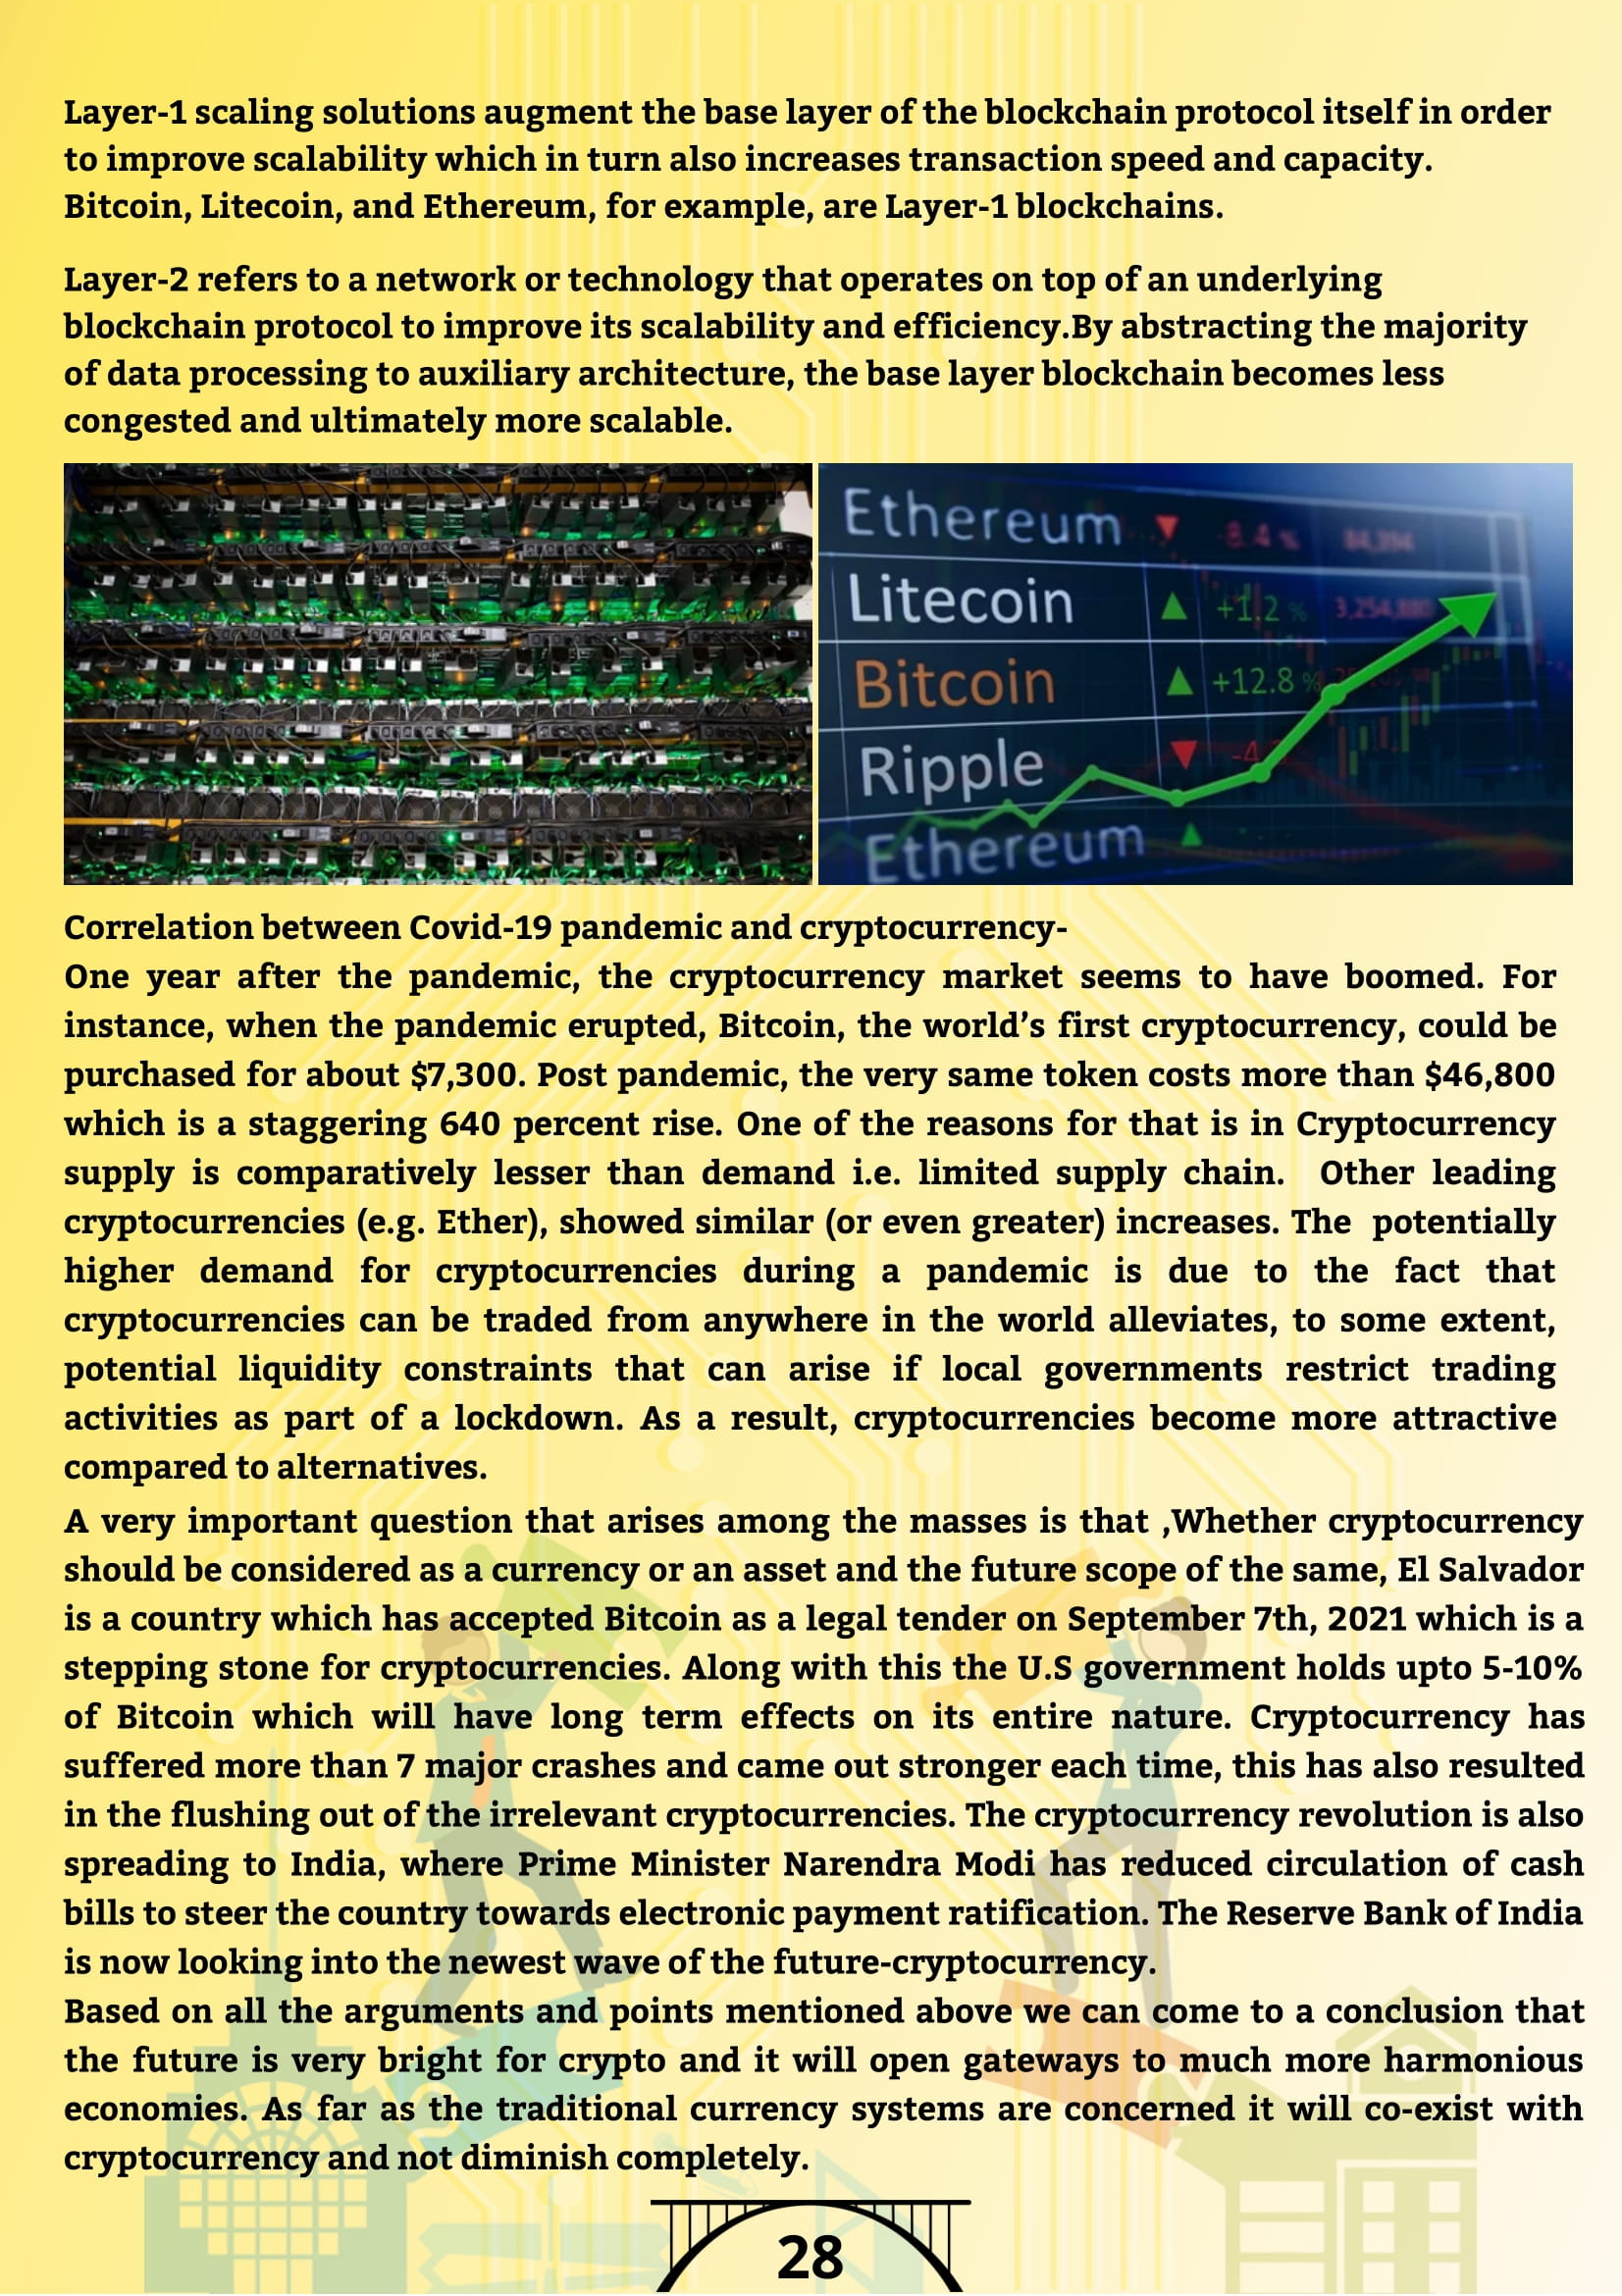 Layer-1 scaling solutions augment the base layer of the blockchain protocol itself in order
to improve scalability which in turn also increases transaction speed and capacity.
Bitcoin, Litecoin, and Ethereum, for example, are Layer-1 blockchains.
Layer-2 refers to a network or technology that operates on top of an underlying
blockchain protocol to improve its scalability and efficiency.By abstracting the majority
of data processing to auxiliary architecture, the base layer blockchain becomes less
congested and ultimately more scalable.
Ethereum -8.4 %
Litecoin +1.2 %
Bitcoin +12.8 %
Ripple
Ethereum
Correlation between Covid-19 pandemic and cryptocurrency-
One year after the pandemic, the cryptocurrency market seems to have boomed. For
instance, when the pandemic erupted, Bitcoin, the world's first cryptocurrency, could be
purchased for about $7,300. Post pandemic, the very same token costs more than $46,800
which is a staggering 640 percent rise. One of the reasons for that is in Cryptocurrency
supply is comparatively lesser than demand i.e. limited supply chain. Other leading
cryptocurrencies (e.g. Ether), showed similar (or even greater) increases. The potentially
higher demand for cryptocurrencies during a pandemic is due to the fact that
cryptocurrencies can be traded from anywhere in the world alleviates, to some extent,
potential liquidity constraints that can arise if local governments restrict trading
activities as part of a lockdown. As a result, cryptocurrencies become more attractive
compared to alternatives.
A very important question that arises among the masses is that ,Whether cryptocurrency
should be considered as a currency or an asset and the future scope of the same, El Salvador
is a country which has accepted Bitcoin as a legal tender on September 7th, 2021 which is a
stepping stone for cryptocurrencies. Along with this the U.S government holds upto 5-10%
of Bitcoin which will have long term effects on its entire nature. Cryptocurrency has
suffered more than 7 major crashes and came out stronger each time, this has also resulted
in the flushing out of the irrelevant cryptocurrencies. The cryptocurrency revolution is also
spreading to India, where Prime Minister Narendra Modi has reduced circulation of cash
bills to steer the country towards electronic payment ratification. The Reserve Bank of India
is now looking into the newest wave of the future-cryptocurrency.
Based on all the arguments and points mentioned above we can come to a conclusion that
the future is very bright for crypto and it will open gateways to much more harmonious
economies. As far as the traditional currency systems are concerned it will co-exist with
cryptocurrency and not diminish completely.
28